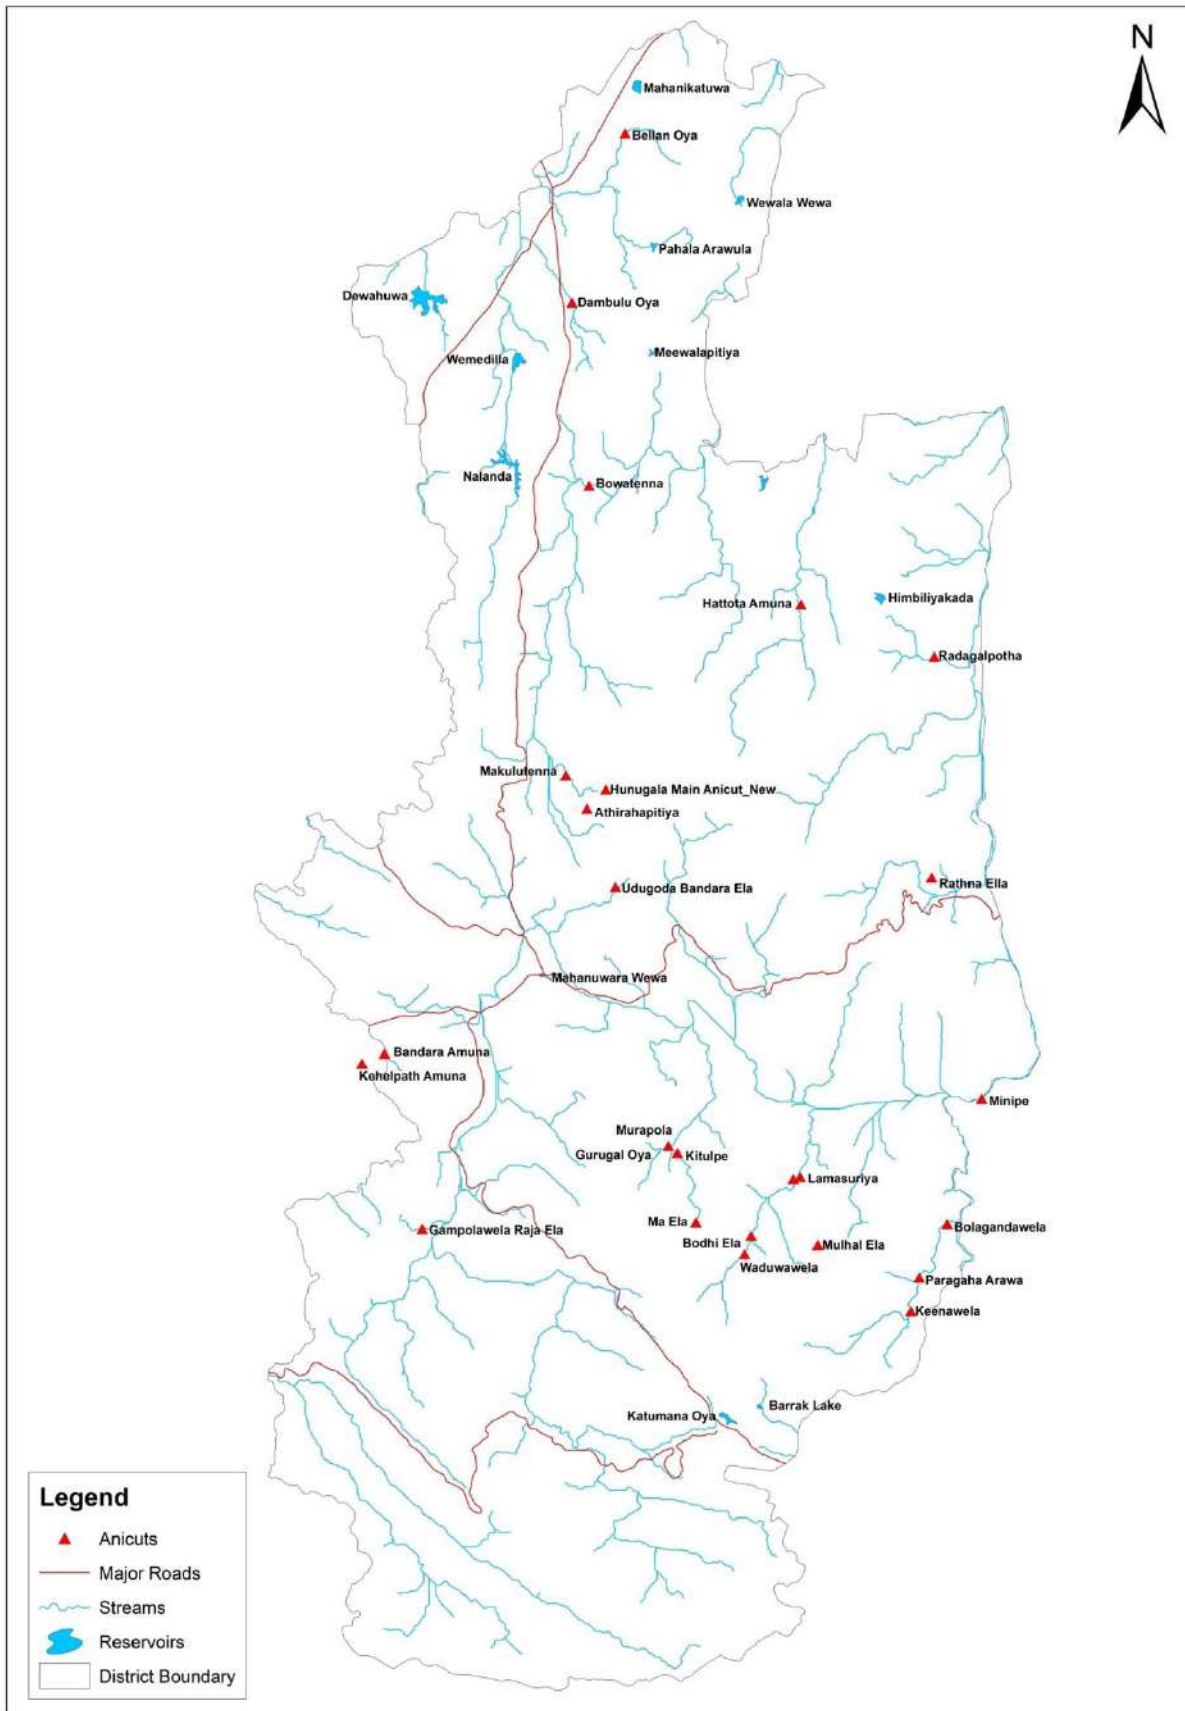 N
Mahanikatuwa
Bellan Oya
Wewala Wewa
Pahala Arawula
Dewahuwa
Dambulu Oya
Wemedilla
Meewalapitiya
Nalanda
Bowatenna
Hattota Amuna
Himbiliyakada
Radagalpotha
Makulutenna
Hunugala Main Anicut_New
Athirahapitiya
Udugoda Bandara Ela
Rathna Ella
Mahanuwara Wewa
Bandara Amuna
Kehelpath Amuna
Minipe
Murapola
Gurugal Oya
Kitulpe
Lamasuriya
Ma Ela
Bolagandawela
Gampolawela Raja Ela
Bodhi Ela
Mulhal Ela
Waduwawela
Paragaha Arawa
Keenawela
Barrak Lake
Katumana Oya
Legend
Anicuts
Major Roads
Streams
Reservoirs
District Boundary